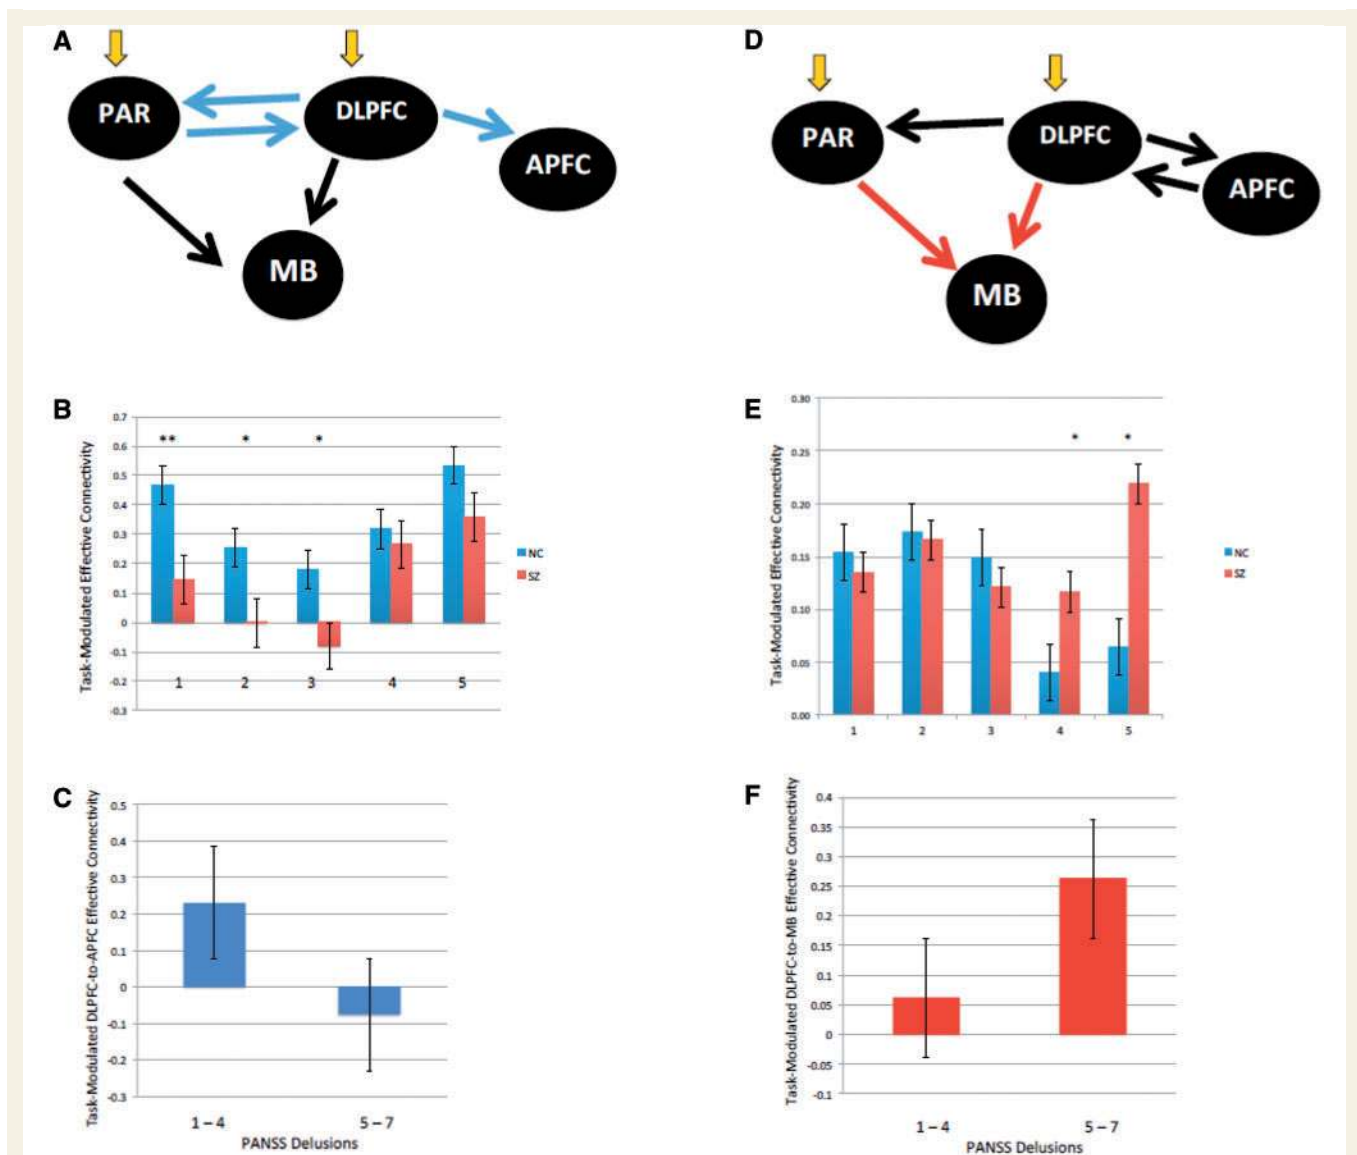 A
PAR
DLPFC
APFC
MB
B
Task-Modulated Effective Connectivity
0.7
0.6
0.5
0.4
0.3
0.2
0.1
0
-0.1
-0.2
-0.3
** * *
1 2 3 4 5
NC
SZ
C
Task-Modulated DLPFC-to-APFC Effective Connectivity
0.5
0.4
0.3
0.2
0.1
0
-0.1
-0.2
-0.3
1 – 4 5 – 7
PANSS Delusions
D
PAR
DLPFC
APFC
MB
E
Task-Modulated Effective Connectivity
0.30
0.25
0.20
0.15
0.10
0.05
0.00
* *
1 2 3 4 5
NC
SZ
F
Task-Modulated DLPFC-to-MB Effective Connectivity
0.4
0.35
0.3
0.25
0.2
0.15
0.1
0.05
0
-0.05
-0.1
1 – 4 5 – 7
PANSS Delusions